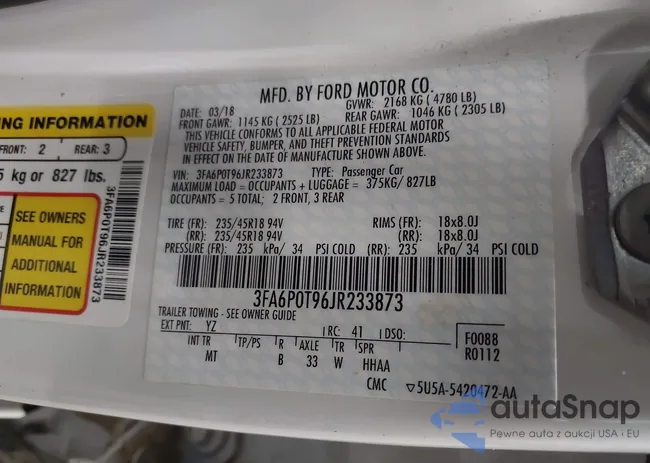 NG INFORMATION
FRONT: 2 REAR: 3
5 kg or 827 lbs.
SEE OWNERS
MANUAL FOR
ADDITIONAL
INFORMATION
3FA6P0T96JR233873
MFD. BY FORD MOTOR CO.
DATE: 03/18 GVWR: 2168 KG ( 4780 LB)
FRONT GAWR: 1145 KG ( 2525 LB) REAR GAWR: 1046 KG ( 2305 LB)
THIS VEHICLE CONFORMS TO ALL APPLICABLE FEDERAL MOTOR
VEHICLE SAFETY, BUMPER, AND THEFT PREVENTION STANDARDS
IN EFFECT ON THE DATE OF MANUFACTURE SHOWN ABOVE.
VIN: 3FA6P0T96JR233873 TYPE: Passenger Car
MAXIMUM LOAD = OCCUPANTS + LUGGAGE = 375KG/ 827LB
OCCUPANTS = 5 TOTAL; 2 FRONT, 3 REAR
TIRE (FR): 235/45R18 94V RIMS (FR): 18x8.0J
(RR): 235/45R18 94V (RR): 18x8.0J
PRESSURE (FR): 235 kPa/ 34 PSI COLD (RR): 235 kPa/ 34 PSI COLD
3FA6P0T96JR233873
TRAILER TOWING - SEE OWNER GUIDE
EXT PNT: YZ RC: 41 DSO: F0088
INT TR TP/PS R AXLE TR SPR R0112
MT B 33 W HHAA
CMC ▽5U5A-5420472-AA
autaSnap
Pewne auta z aukcji USA i EU